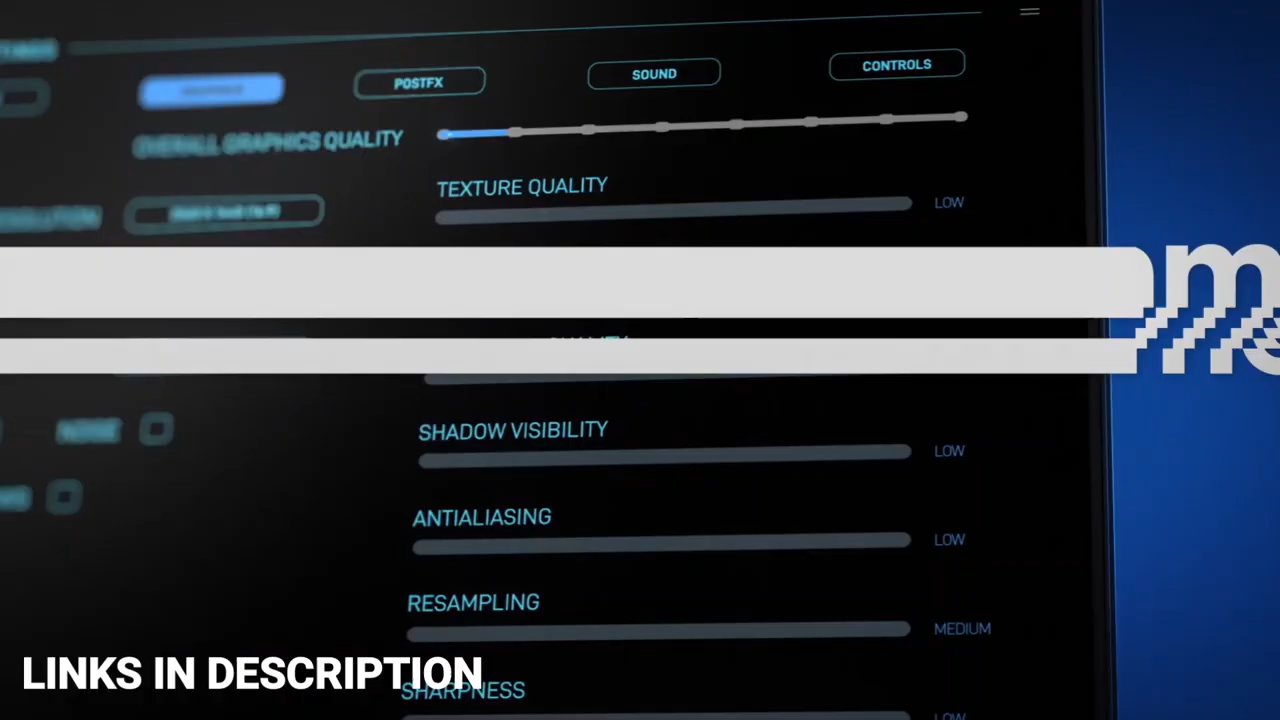 POSTFX
SOUND
CONTROLS
OVERALL GRAPHICS QUALITY
TEXTURE QUALITY
LOW
SHADOW VISIBILITY
LOW
ANTIALIASING
LOW
RESAMPLING
MEDIUM
LINKS IN DESCRIPTION
SHARPNESS
LOW